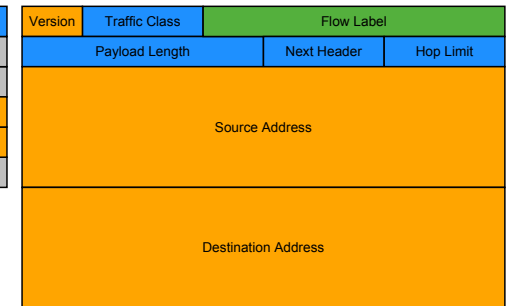 Version Traffic Class Flow Label
Payload Length Next Header Hop Limit
Source Address
Destination Address